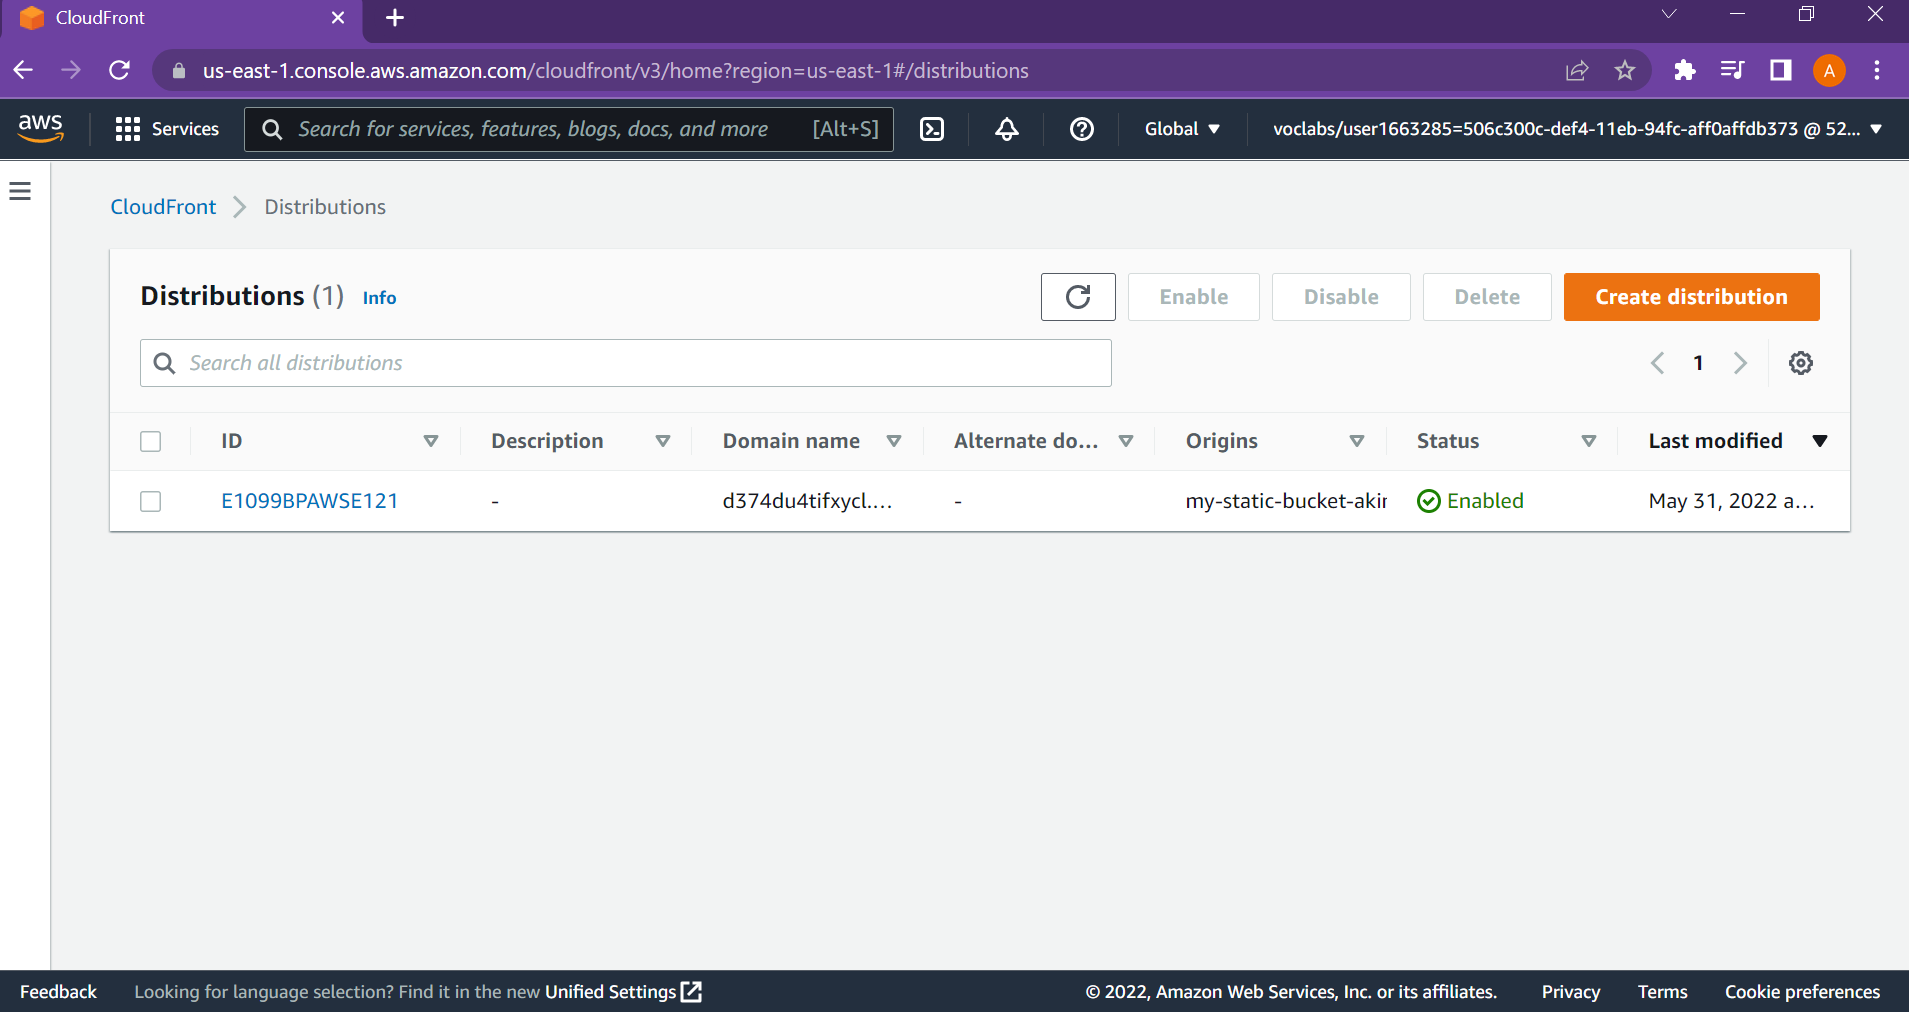 CloudFront
us-east-1.console.aws.amazon.com/cloudfront/v3/home?region=us-east-1#/distributions
A
aws
Services
Search for services, features, blogs, docs, and more [Alt+S]
Global
voclabs/user1663285=506c300c-def4-11eb-94fc-aff0affdb373 @ 52...
CloudFront
Distributions
Distributions (1) Info
Enable
Disable
Delete
Create distribution
Search all distributions
1
ID Description Domain name Alternate do... Origins Status Last modified
E1099BPAWSE121 - d374du4tifxycl.... - my-static-bucket-akin Enabled May 31, 2022 a...
Feedback Looking for language selection? Find it in the new Unified Settings © 2022, Amazon Web Services, Inc. or its affiliates. Privacy Terms Cookie preferences